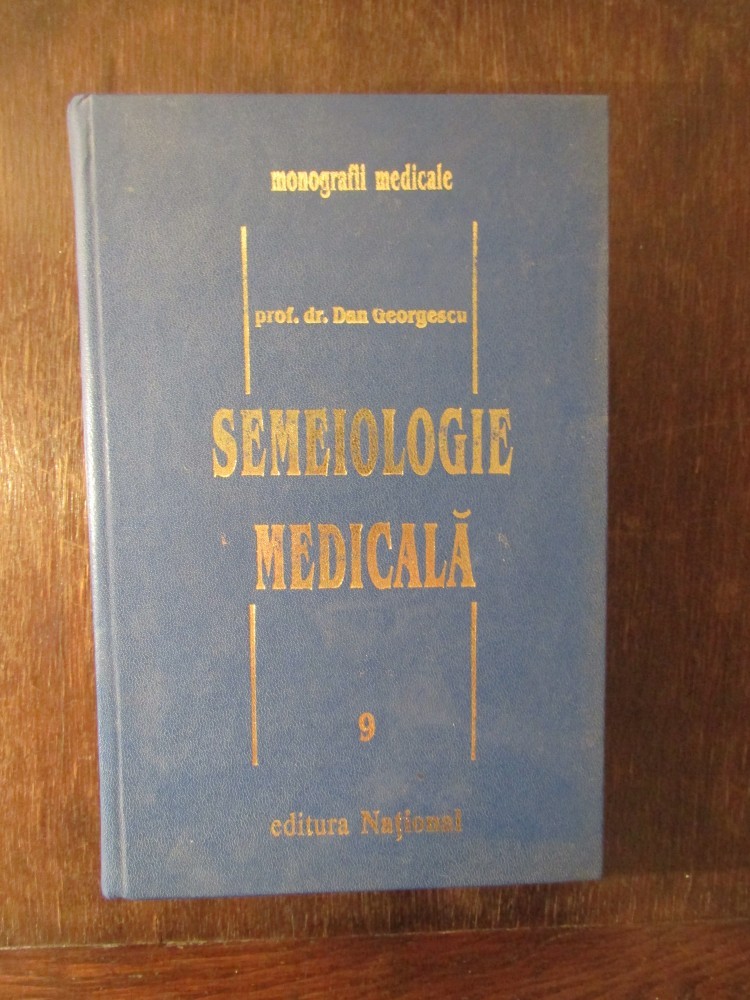 monografii medicale
prof. dr. Dan Georgescu
SEMEIOLOGIE
MEDICALĂ
9
editura Național